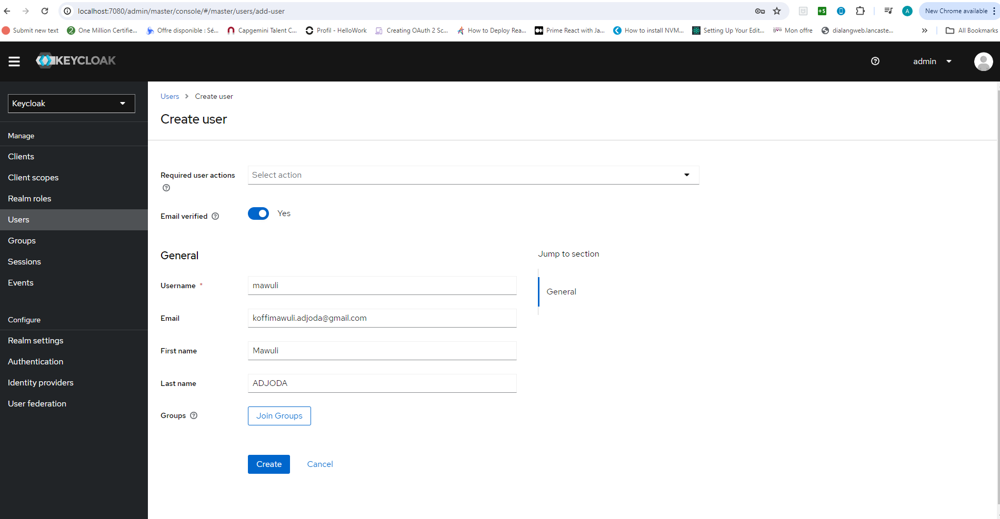 localhost:7080/admin/master/console/#/master/users/add-user
+S
A
New Chrome available
Submit new text
2
One Million Certifie...
Offre disponible : Sé...
Capgemini Talent C...
Profil - HelloWork
Creating OAuth 2 Sc...
How to Deploy Rea...
Prime React with Ja...
How to install NVM...
Setting Up Your Edit...
Mon offre
dialangweb.lancaste...
All Bookmarks
KEYCLOAK
admin
Keycloak
Manage
Clients
Client scopes
Realm roles
Users
Groups
Sessions
Events
Configure
Realm settings
Authentication
Identity providers
User federation
Users > Create user
Create user
Required user actions
Select action
Email verified
Yes
General
Username *
mawuli
Email
koffimawuli.adjoda@gmail.com
First name
Mawuli
Last name
ADJODA
Groups
Join Groups
Create
Cancel
Jump to section
General